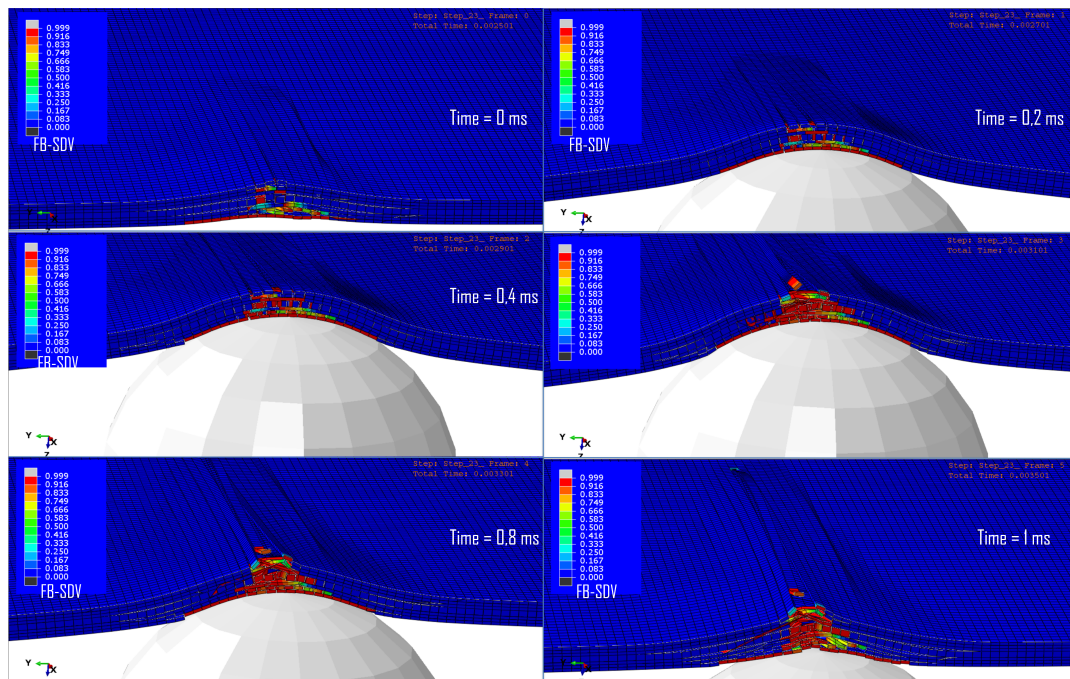 Step: Step_23_ Frame: 0
Total Time: 0.002501
0.999
0.916
0.833
0.749
0.666
0.583
0.500
0.416
0.333
0.250
0.167
0.083
0.000
FB-SDV
Time = 0 ms
Y
Z
Step: Step_23_ Frame: 1
Total Time: 0.002701
0.999
0.916
0.833
0.749
0.666
0.583
0.500
0.416
0.333
0.250
0.167
0.083
0.000
FB-SDV
Time = 0,2 ms
Y
X
Z
Step: Step_23_ Frame: 2
Total Time: 0.002901
0.999
0.916
0.833
0.749
0.666
0.583
0.500
0.416
0.333
0.250
0.167
0.083
0.000
FB-SDV
Time = 0,4 ms
Y
X
Z
Step: Step_23_ Frame: 3
Total Time: 0.003101
0.999
0.916
0.833
0.749
0.666
0.583
0.500
0.416
0.333
0.250
0.167
0.083
0.000
Y
X
Z
Step: Step_23_ Frame: 4
Total Time: 0.003301
0.999
0.916
0.833
0.749
0.666
0.583
0.500
0.416
0.333
0.250
0.167
0.083
0.000
FB-SDV
Time = 0,8 ms
Y
X
Z
Step: Step_23_ Frame: 5
Total Time: 0.003501
0.999
0.916
0.833
0.749
0.666
0.583
0.500
0.416
0.333
0.250
0.167
0.083
0.000
FB-SDV
Time = 1 ms